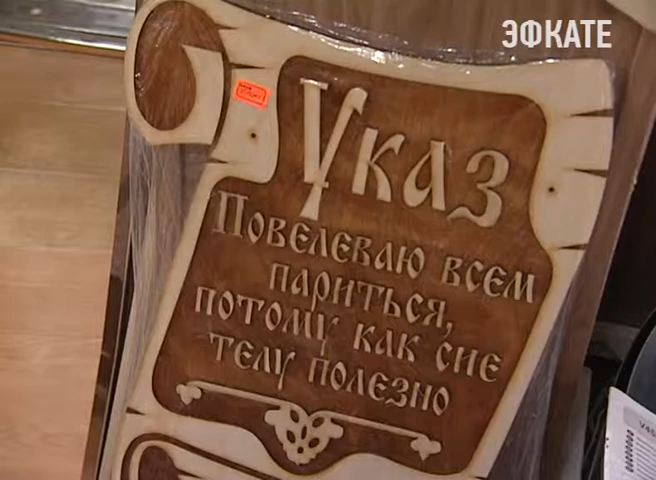 ЭФКАТЕ
Указ
Повелеваю всем
париться,
потому как сие
телу полезно